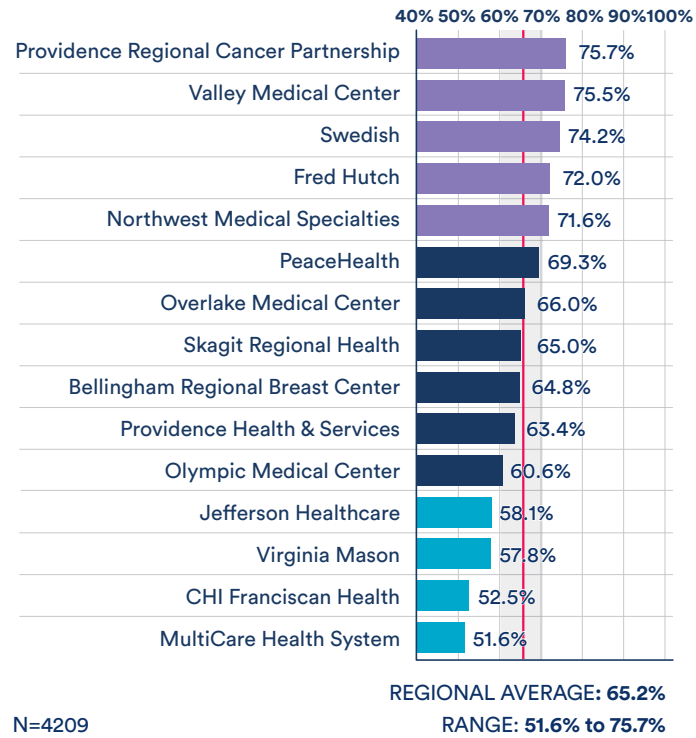 40% 50% 60% 70% 80% 90% 100%
Providence Regional Cancer Partnership 75.7%
Valley Medical Center 75.5%
Swedish 74.2%
Fred Hutch 72.0%
Northwest Medical Specialties 71.6%
PeaceHealth 69.3%
Overlake Medical Center 66.0%
Skagit Regional Health 65.0%
Bellingham Regional Breast Center 64.8%
Providence Health & Services 63.4%
Olympic Medical Center 60.6%
Jefferson Healthcare 58.1%
Virginia Mason 57.8%
CHI Franciscan Health 52.5%
MultiCare Health System 51.6%
REGIONAL AVERAGE: 65.2%
N=4209 RANGE: 51.6% to 75.7%